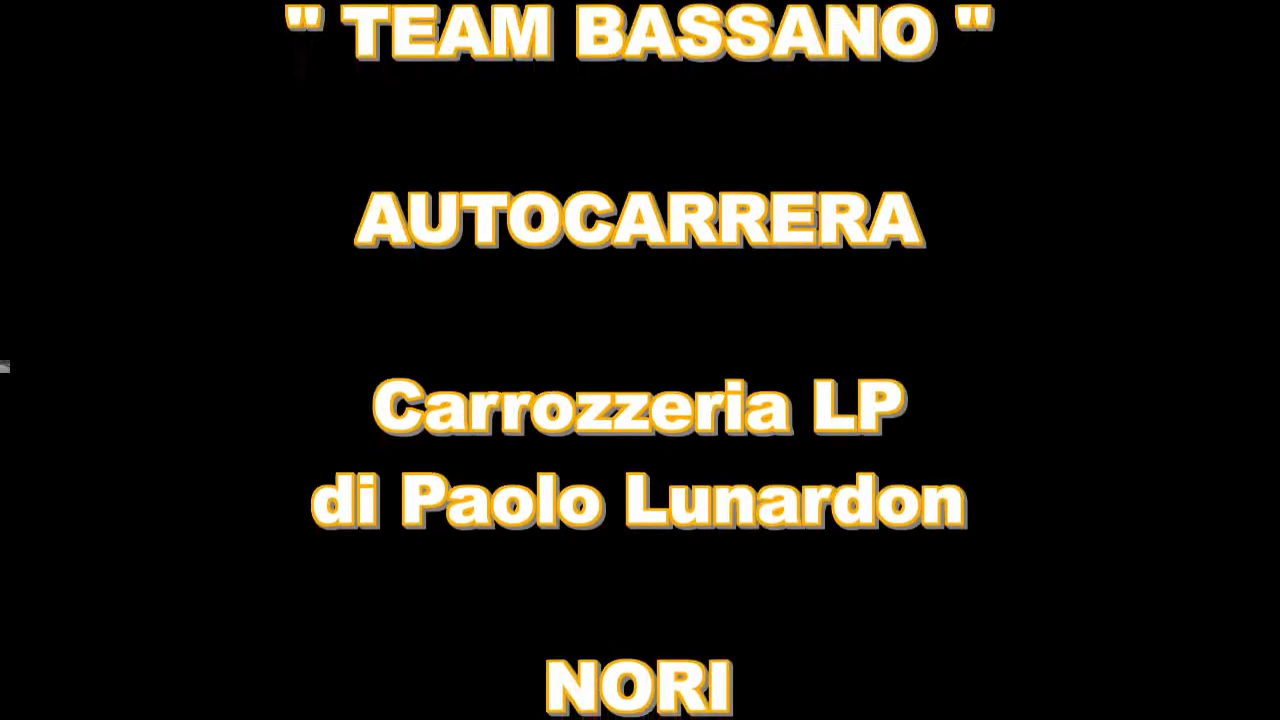 " TEAM BASSANO "
AUTOCARRERA
Carrozzeria LP
di Paolo Lunardon
NORI